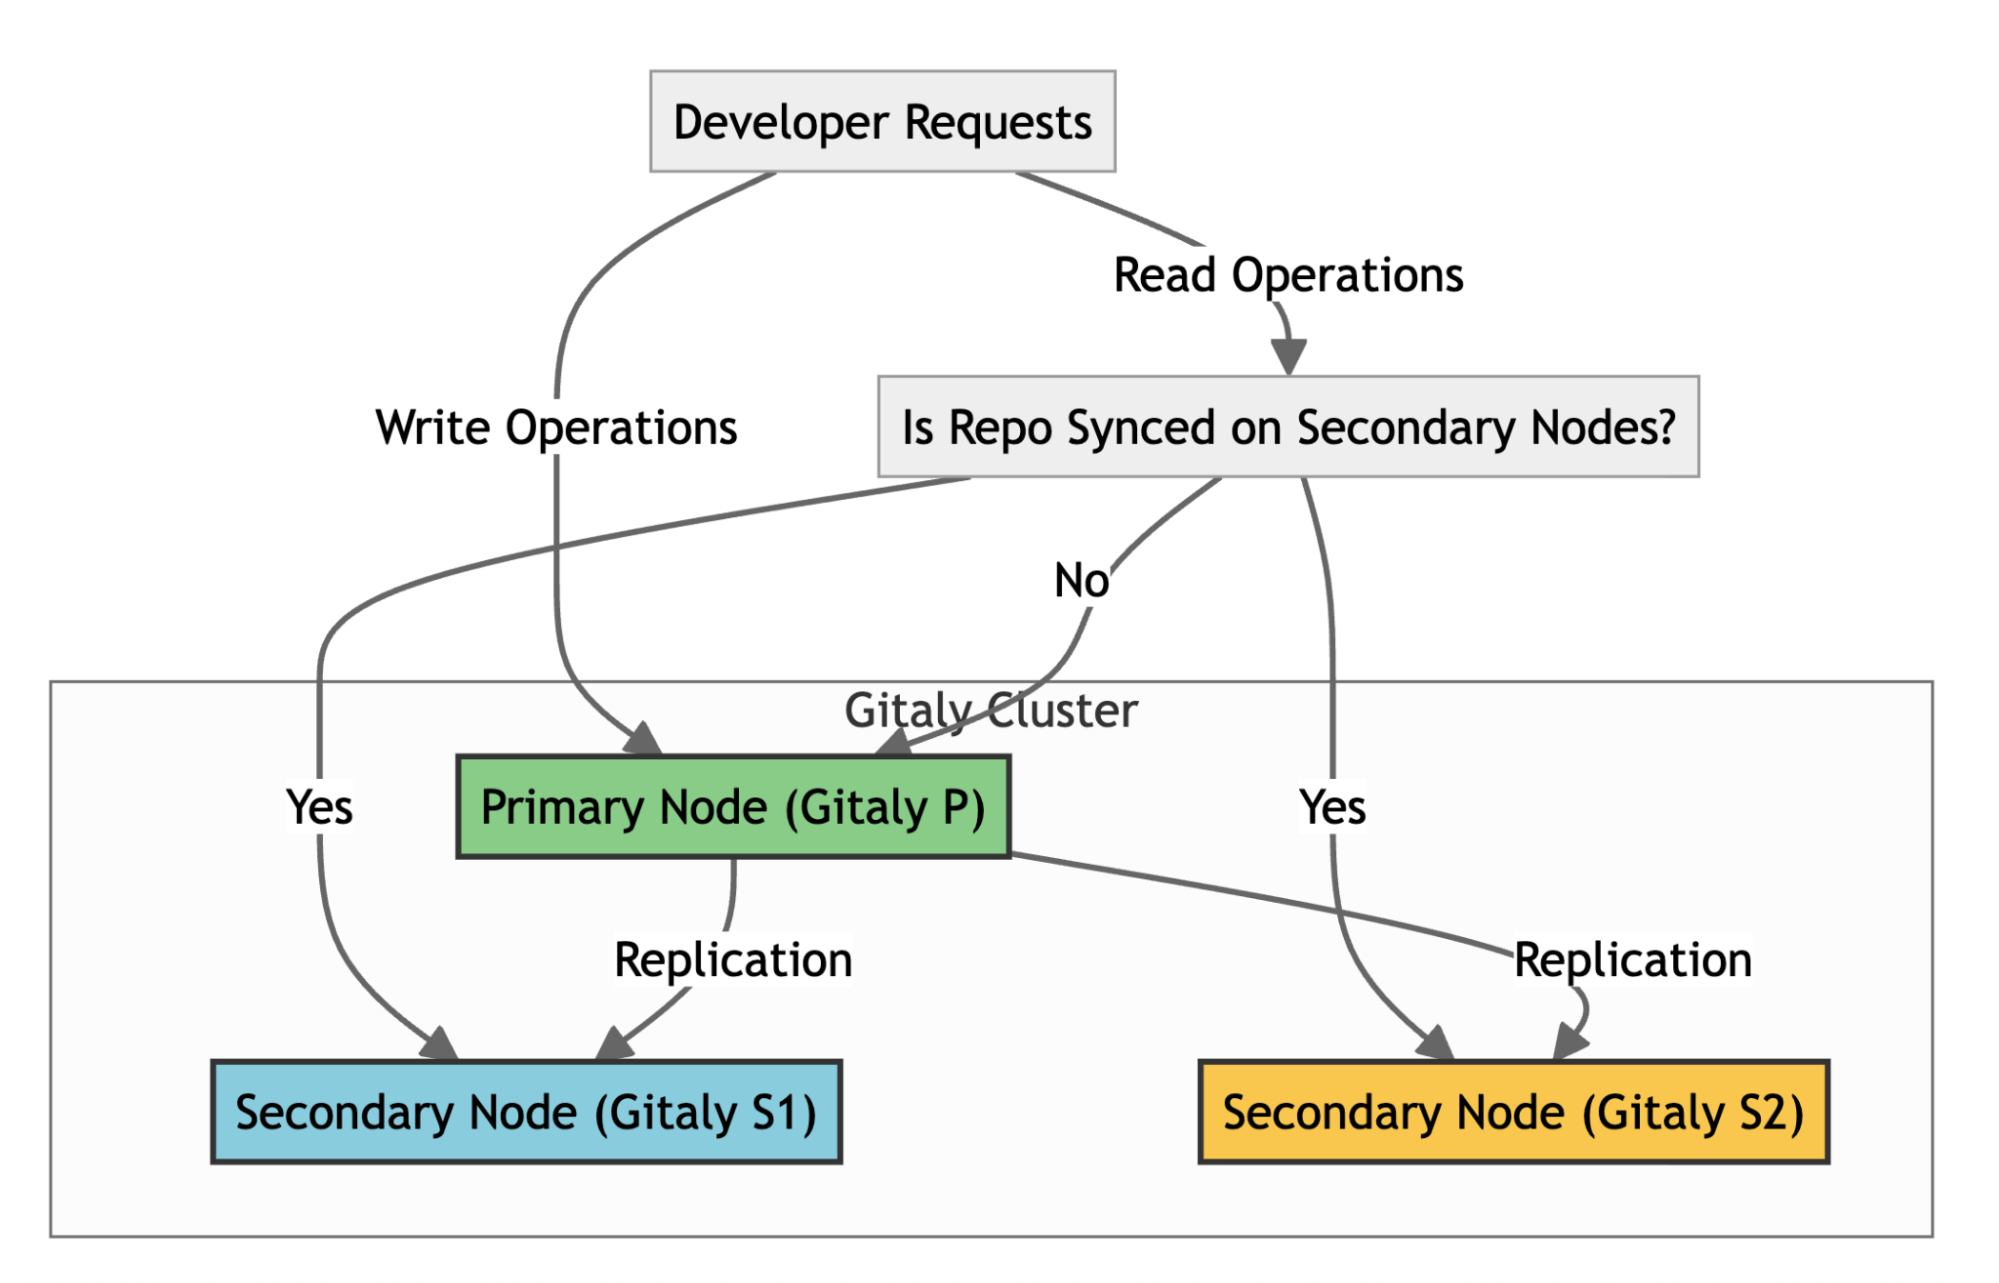 Developer Requests
Read Operations
Write Operations
Is Repo Synced on Secondary Nodes?
No
Gitaly Cluster
Yes
Primary Node (Gitaly P)
Yes
Replication
Replication
Secondary Node (Gitaly S1)
Secondary Node (Gitaly S2)